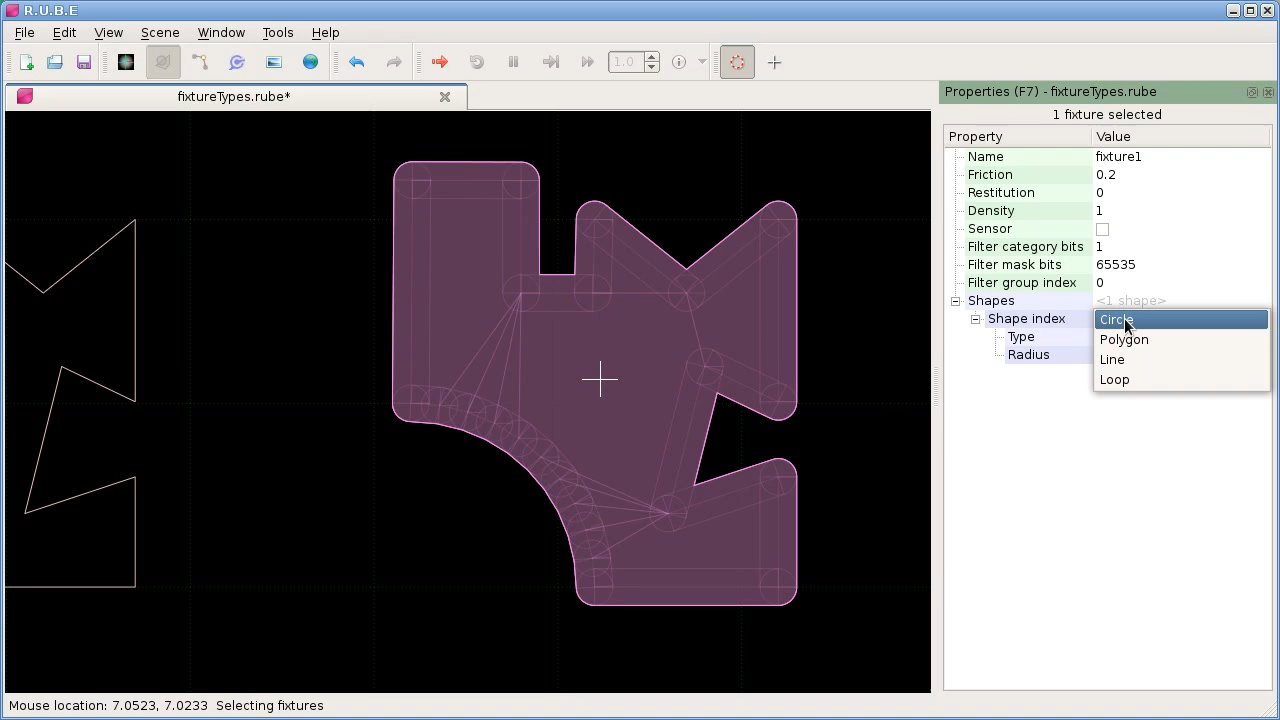 R.U.B.E
File Edit View Scene Window Tools Help
1.0
fixtureTypes.rube*
Properties (F7) - fixtureTypes.rube
1 fixture selected
Property Value
Name fixture1
Friction 0.2
Restitution 0
Density 1
Sensor
Filter category bits 1
Filter mask bits 65535
Filter group index 0
Shapes <1 shape>
Shape index Circle
Type Polygon
Radius Line
Loop
Mouse location: 7.0523, 7.0233 Selecting fixtures